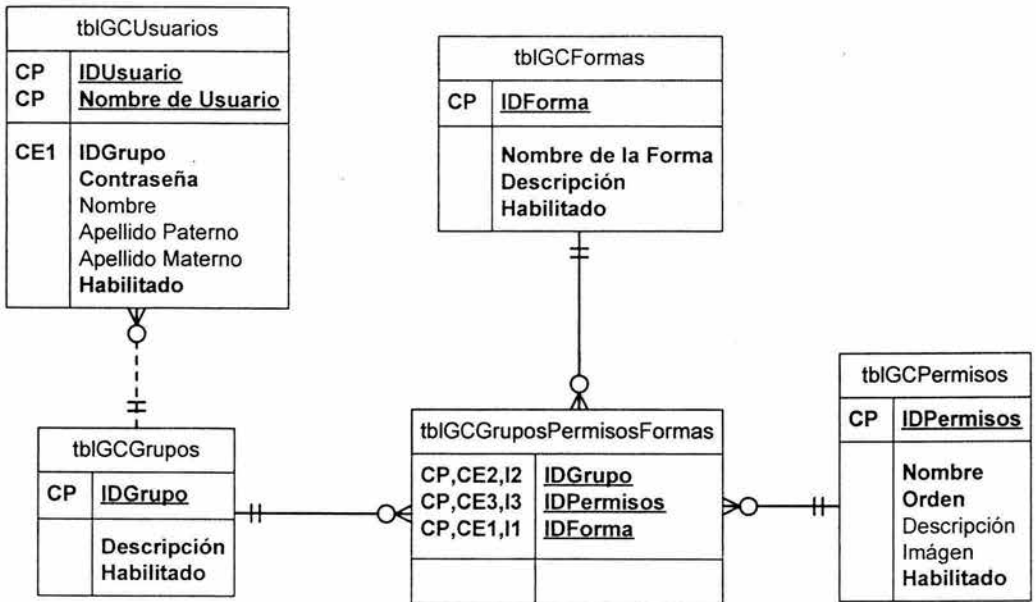 tblGCUsuarios
CP IDUsuario
CP Nombre de Usuario
CE1 IDGrupo
Contraseña
Nombre
Apellido Paterno
Apellido Materno
Habilitado
tblGCFormas
CP IDForma
Nombre de la Forma
Descripción
Habilitado
tblGCGrupos
CP IDGrupo
Descripción
Habilitado
tblGCGruposPermisosFormas
CP,CE2,I2 IDGrupo
CP,CE3,I3 IDPermisos
CP,CE1,I1 IDForma
tblGCPermisos
CP IDPermisos
Nombre
Orden
Descripción
Imágen
Habilitado